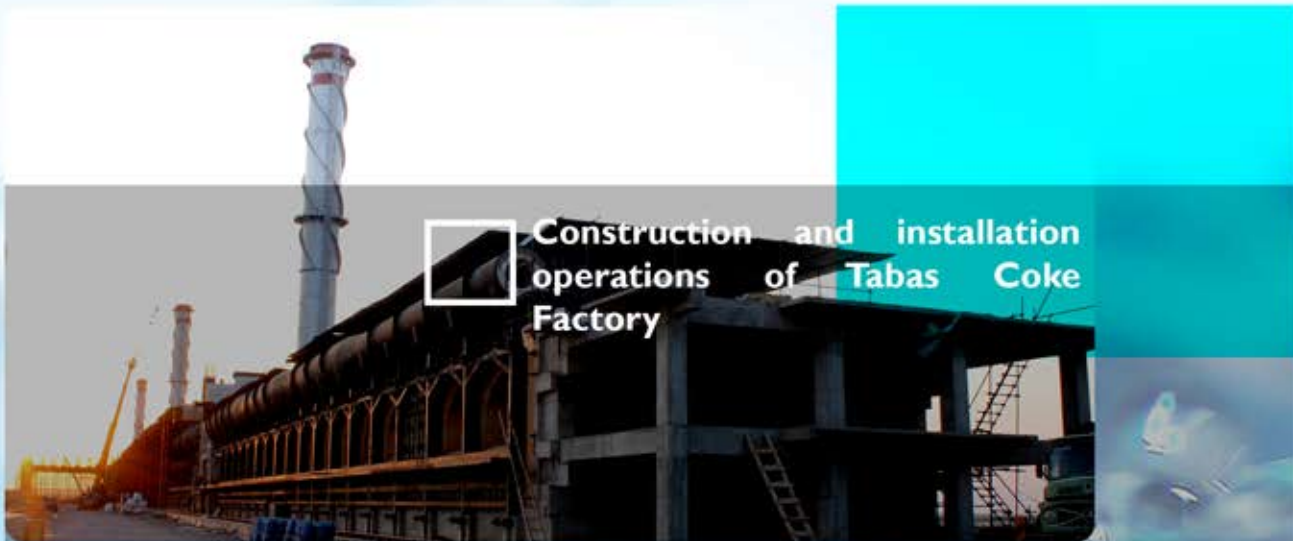 Construction and installation
operations of Tabas Coke
Factory